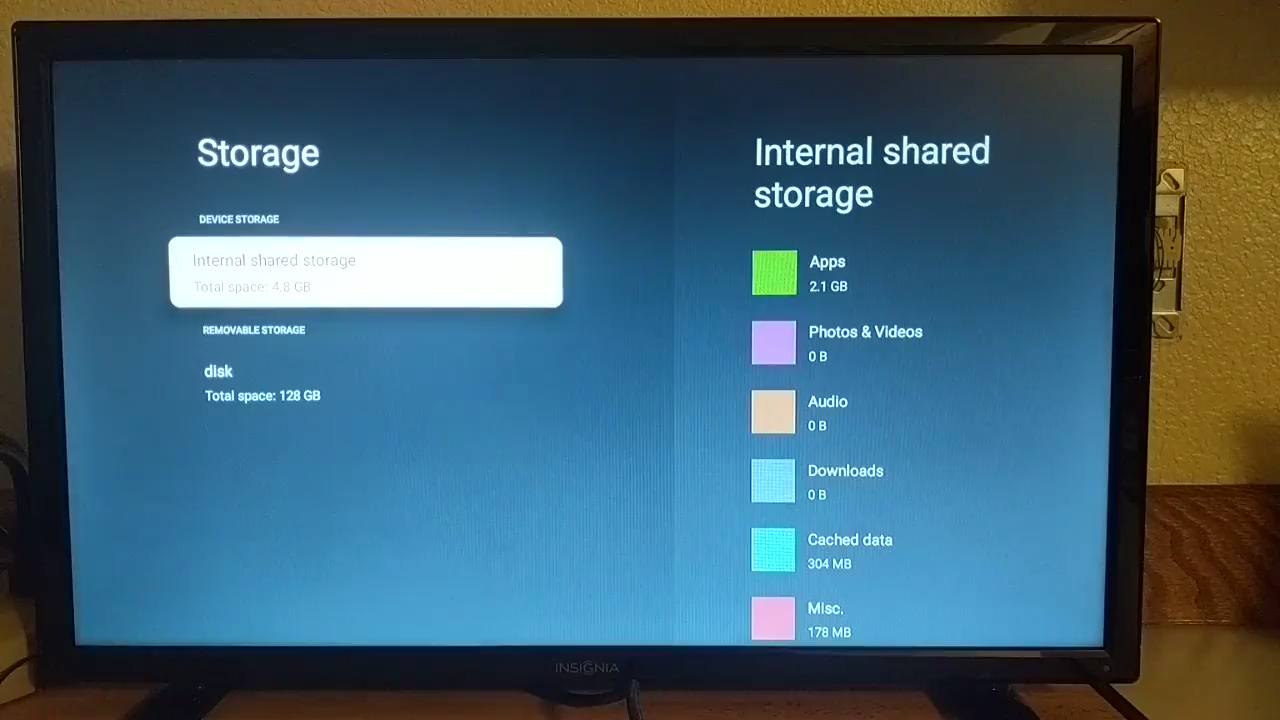 Storage
DEVICE STORAGE
Internal shared storage
Total space: 4.8 GB
REMOVABLE STORAGE
disk
Total space: 128 GB
Internal shared
storage
Apps
2.1 GB
Photos & Videos
0 B
Audio
0 B
Downloads
0 B
Cached data
304 MB
Misc.
178 MB
INSIGNIA